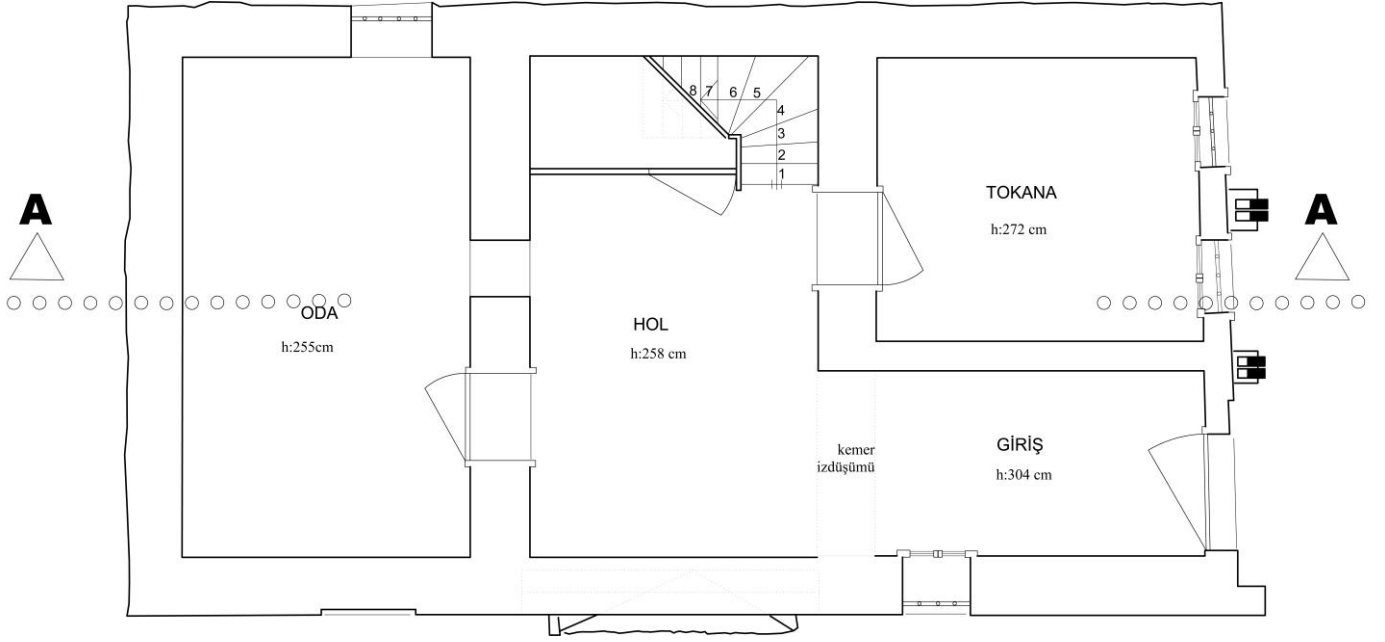 8 7 6 5
4
3
2
1
TOKANA
h:272 cm
A
A
ODA
h:255cm
HOL
h:258 cm
kemer
izdüşümü
GİRİŞ
h:304 cm